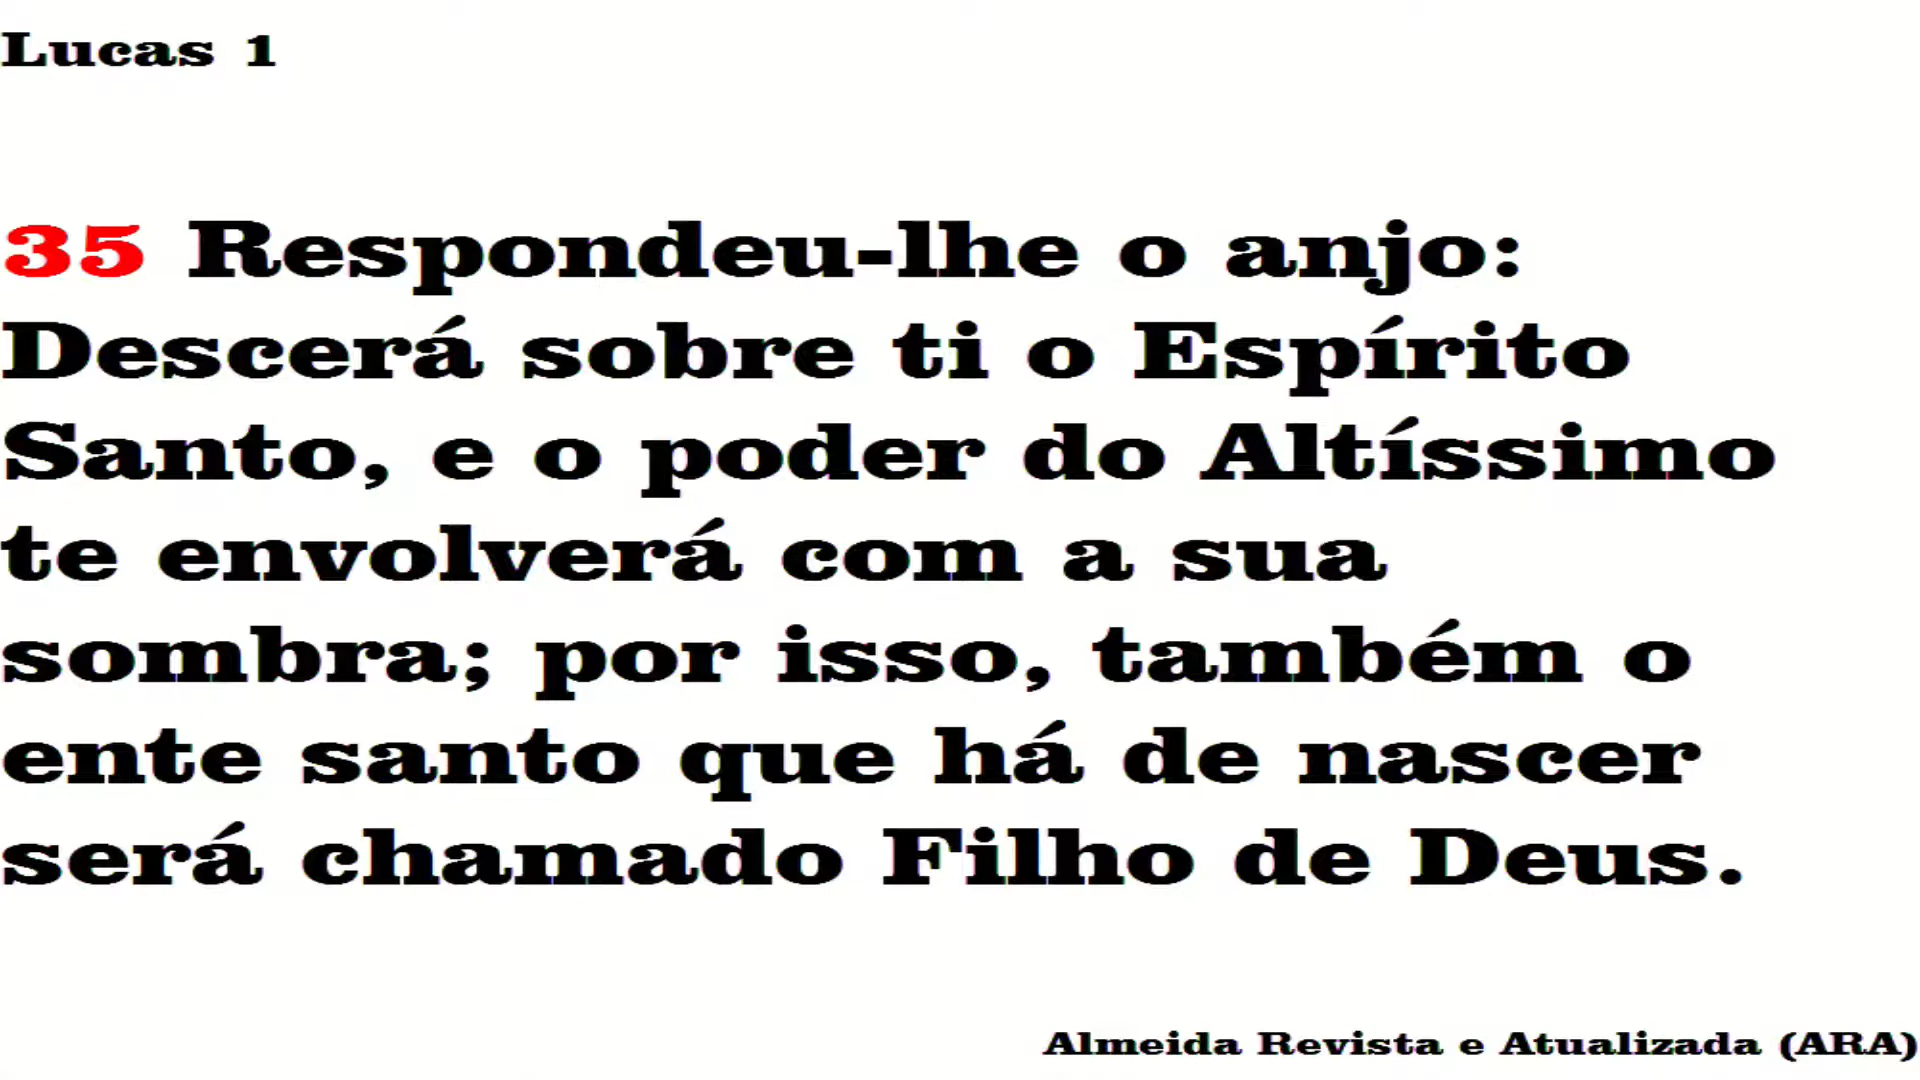 Lucas 1
35 Respondeu-lhe o anjo:
Descerá sobre ti o Espírito
Santo, e o poder do Altíssimo
te envolverá com a sua
sombra; por isso, também o
ente santo que há de nascer
será chamado Filho de Deus.
Almeida Revista e Atualizada (ARA)